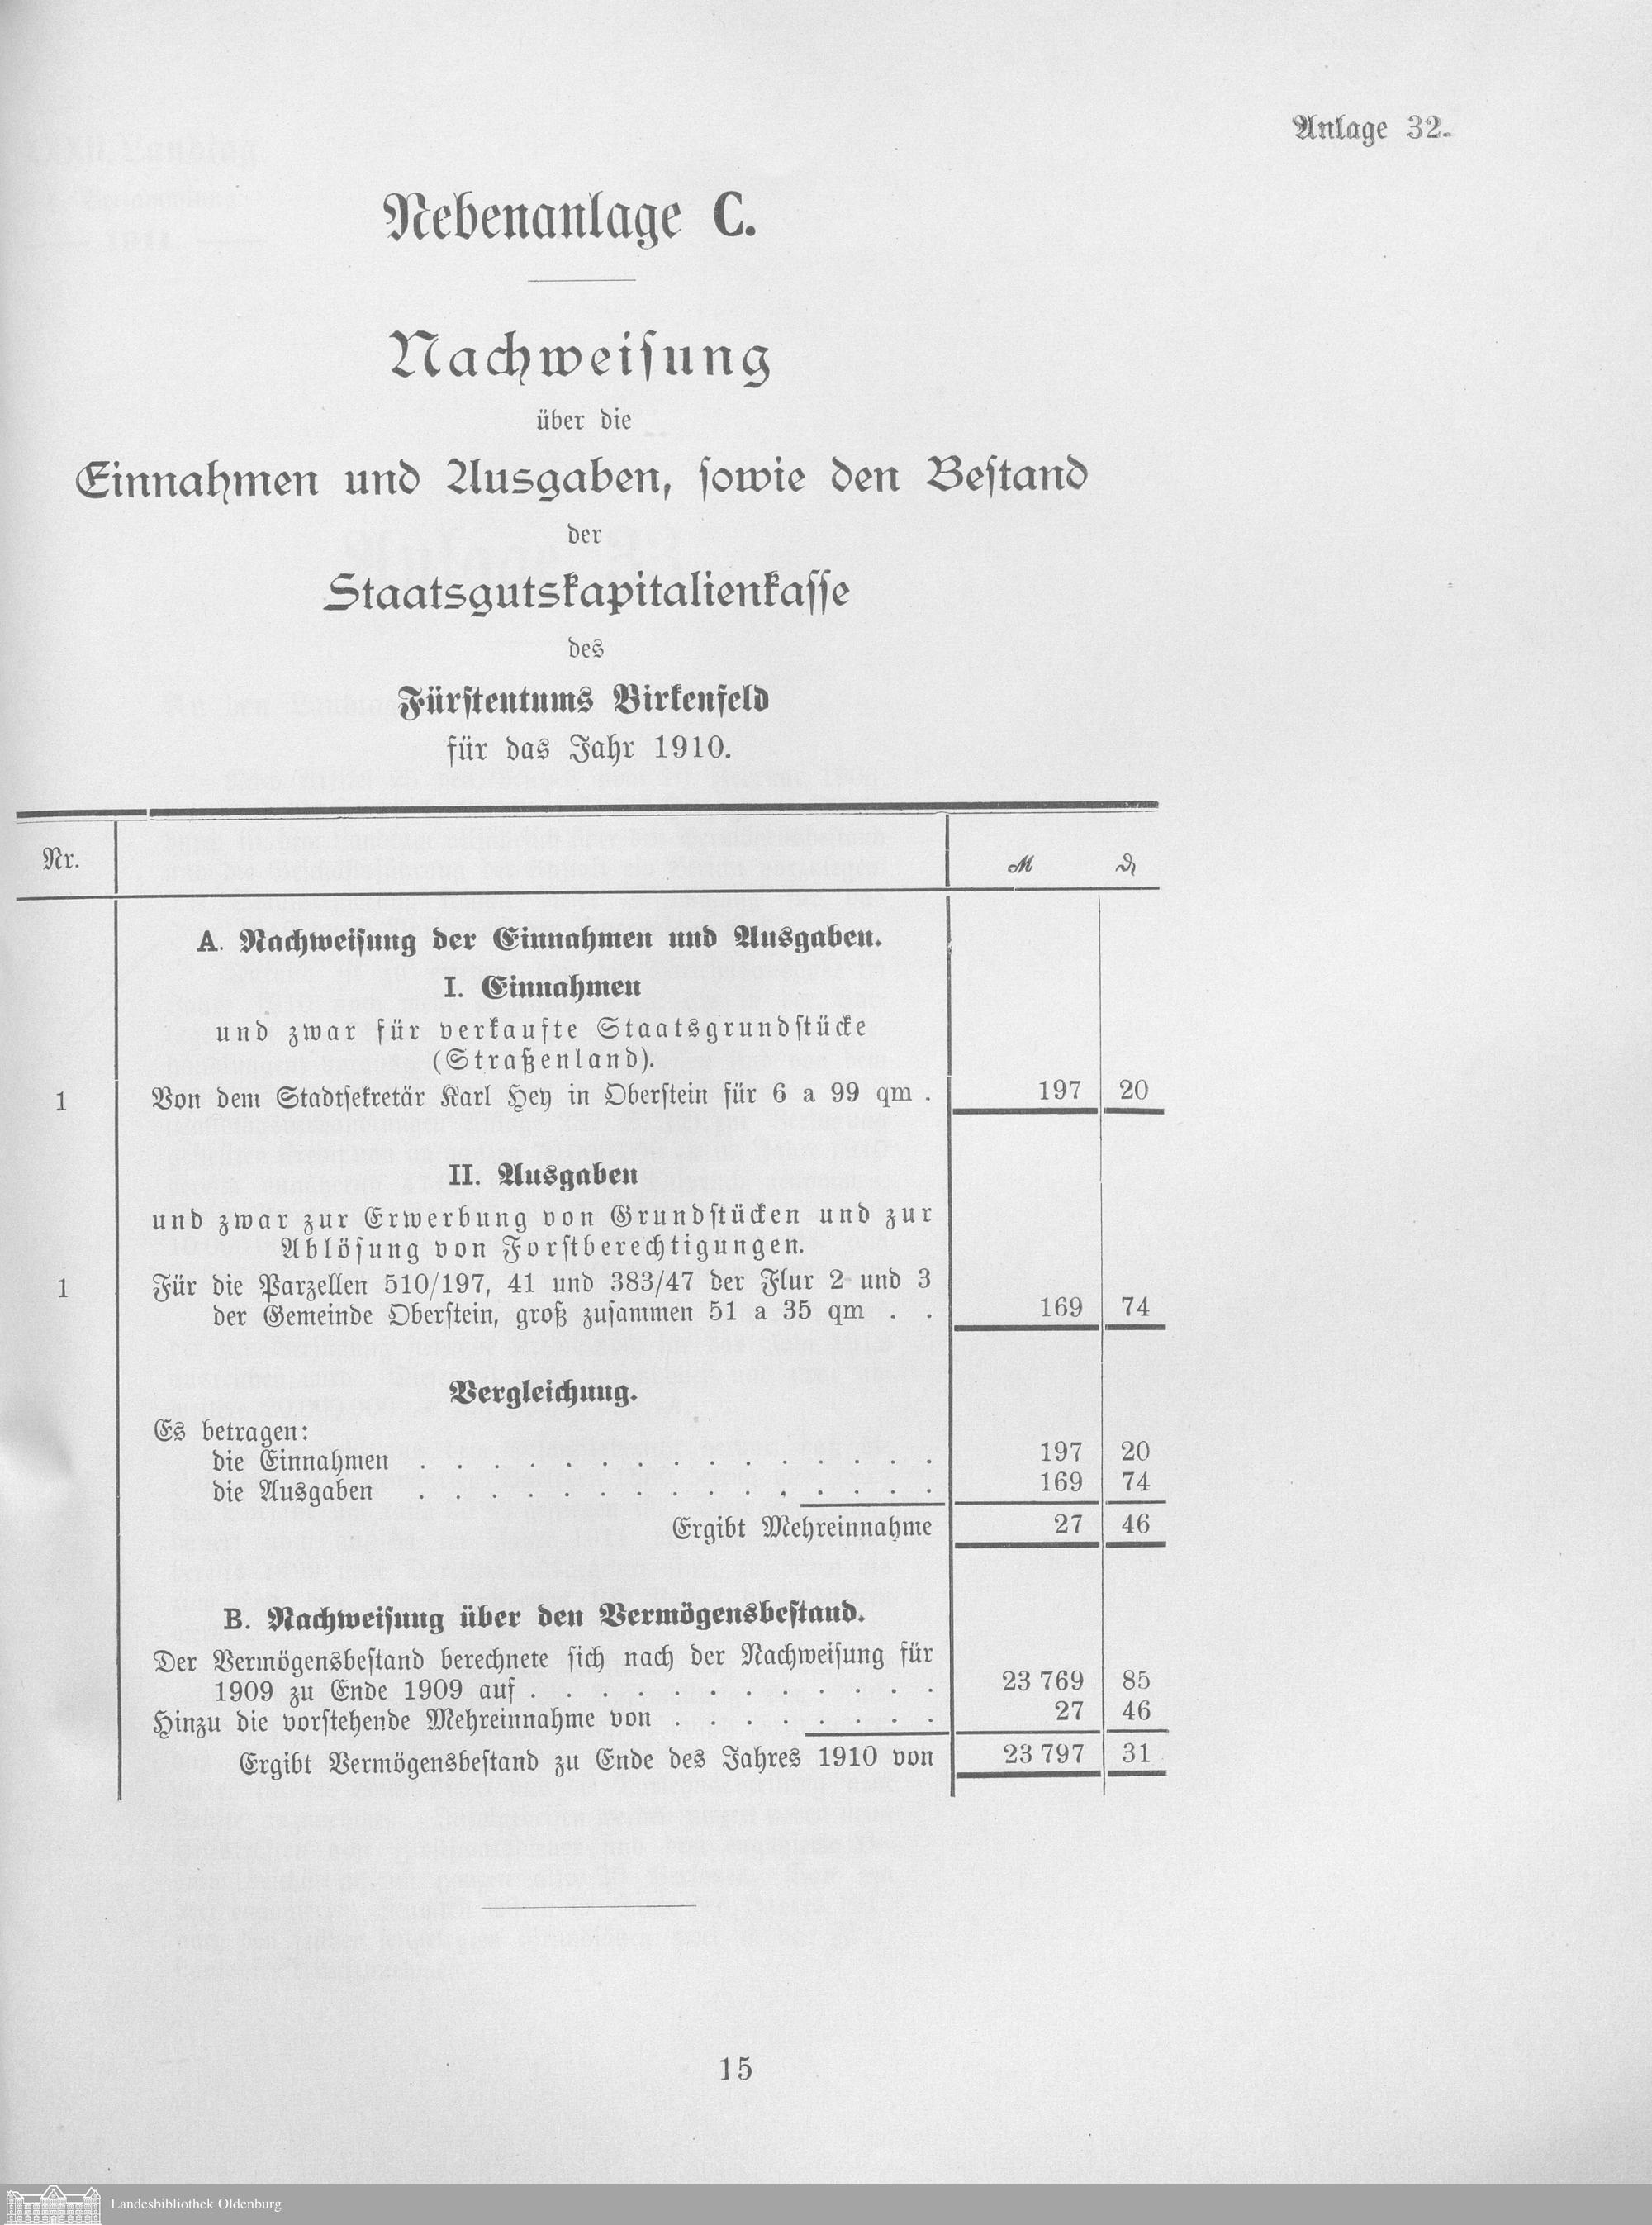 Anlage 32.
Nebenanlage C.
Nachweisung
über die
Einnahmen und Ausgaben, sowie den Bestand
der
Staatsgutskapitalienkasse
des
Fürstentums Birkenfeld
für das Jahr 1910.
Nr. ℳ ₰
A. Nachweisung der Einnahmen und Ausgaben.
I. Einnahmen
und zwar für verkaufte Staatsgrundstücke
(Straßenland).
1 Von dem Stadtsekretär Karl Hey in Oberstein für 6 a 99 qm . 197 20
II. Ausgaben
und zwar zur Erwerbung von Grundstücken und zur
Ablösung von Forstberechtigungen.
1 Für die Parzellen 510/197, 41 und 383/47 der Flur 2 und 3
der Gemeinde Oberstein, groß zusammen 51 a 35 qm . . 169 74
Vergleichung.
Es betragen:
die Einnahmen . . . . . . . . . . . . . . . 197 20
die Ausgaben . . . . . . . . . . . . . . . 169 74
Ergibt Mehreinnahme 27 46
B. Nachweisung über den Vermögensbestand.
Der Vermögensbestand berechnete sich nach der Nachweisung für
1909 zu Ende 1909 auf . . . . . . . . . . . . 23 769 85
Hinzu die vorstehende Mehreinnahme von . . . . . . . . 27 46
Ergibt Vermögensbestand zu Ende des Jahres 1910 von 23 797 31
15
Landesbibliothek Oldenburg